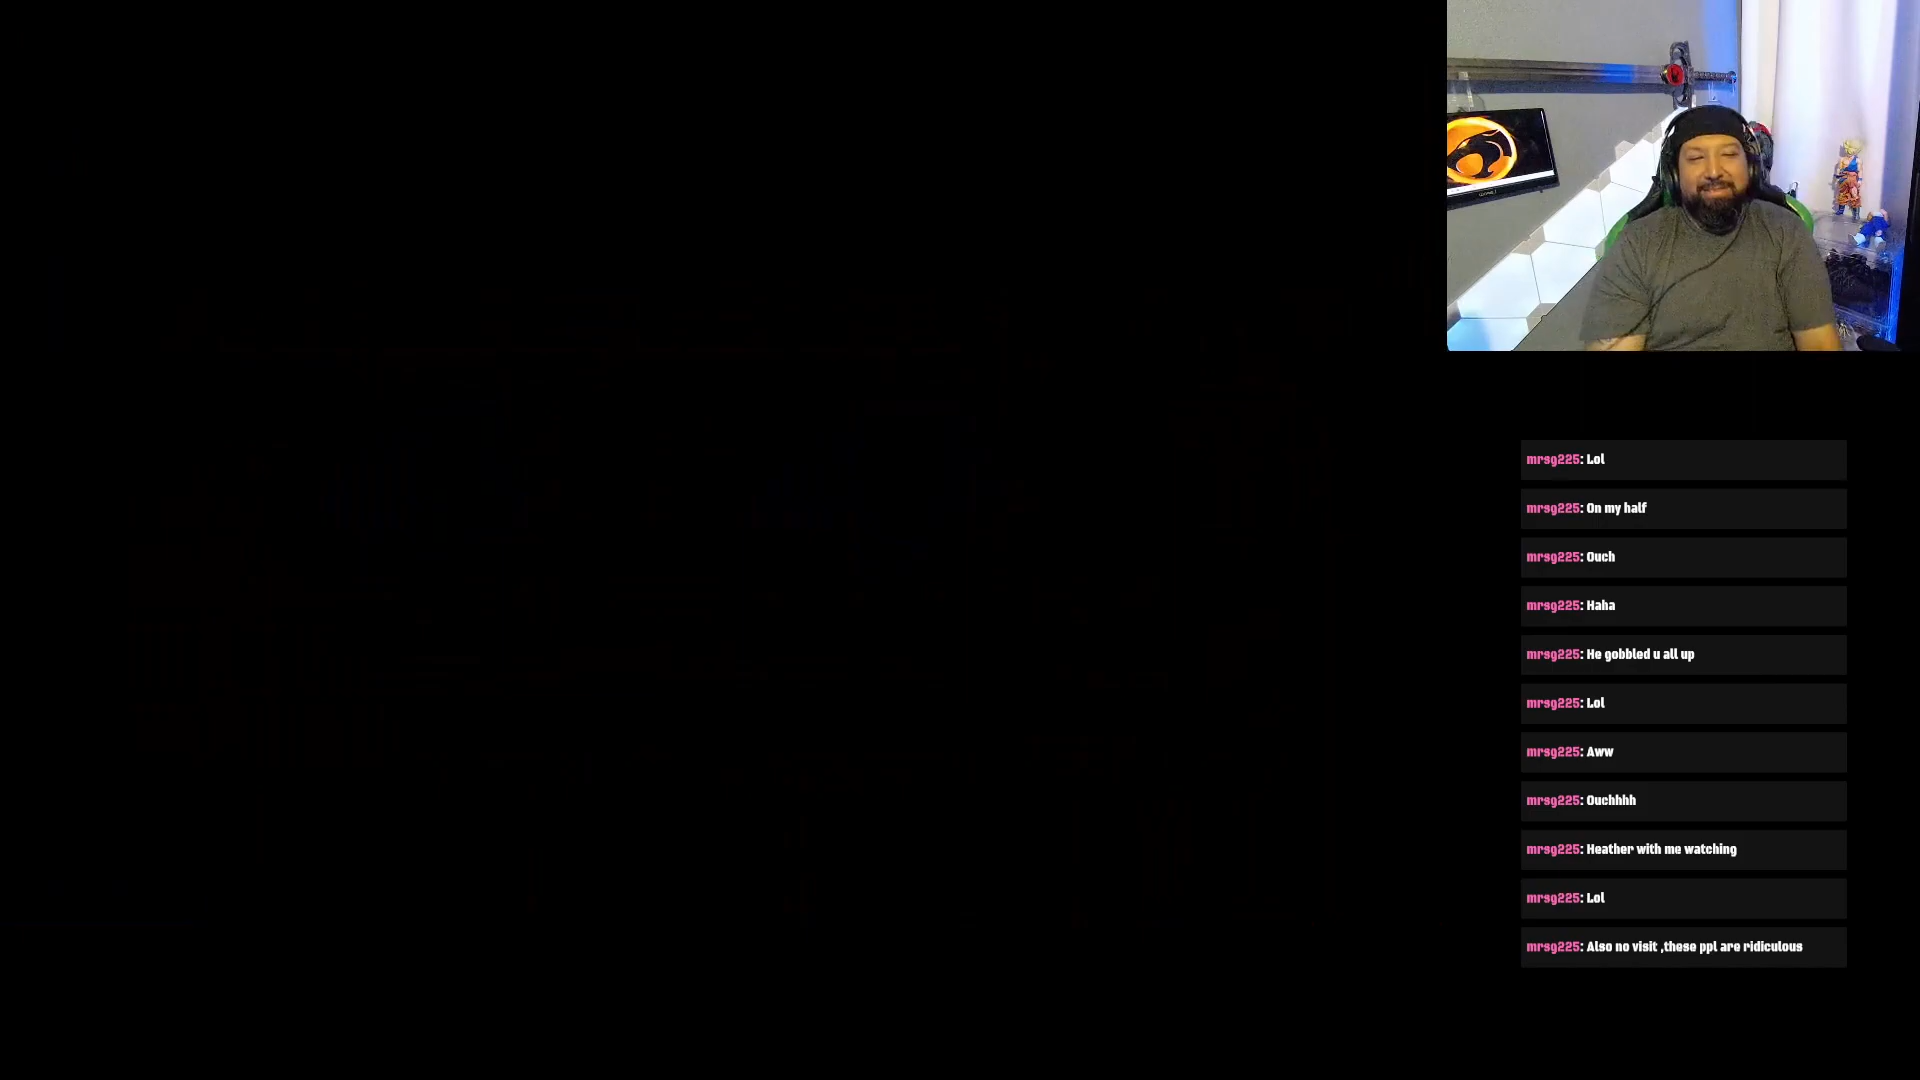 mrsg225: Lol
mrsg225: On my half
mrsg225: Ouch
mrsg225: Haha
mrsg225: He gobbled u all up
mrsg225: Lol
mrsg225: Aww
mrsg225: Ouchhhh
mrsg225: Heather with me watching
mrsg225: Lol
mrsg225: Also no visit ,these ppl are ridiculous